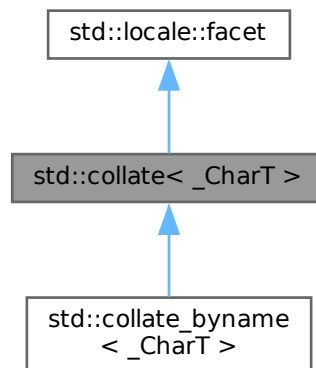 std::locale::facet
std::collate< _CharT >
std::collate_byname
< _CharT >